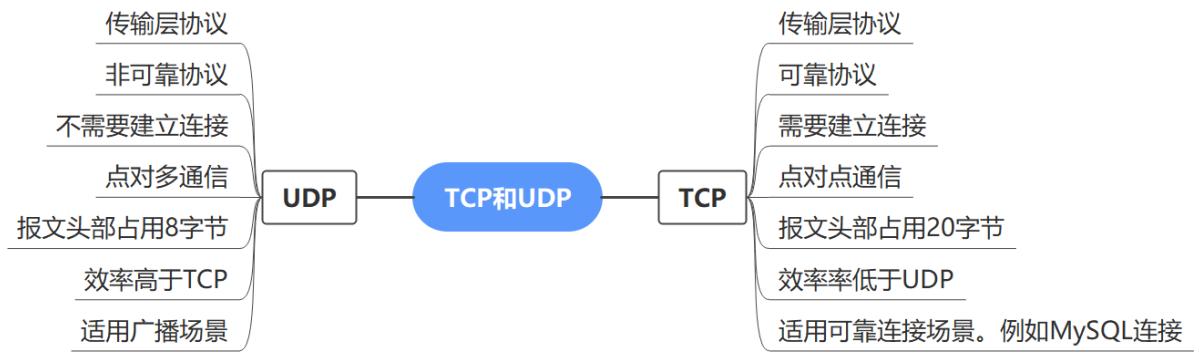 传输层协议
非可靠协议
不需要建立连接
点对多通信
报文头部占用8字节
效率高于TCP
适用广播场景
UDP
TCP和UDP
TCP
传输层协议
可靠协议
需要建立连接
点对点通信
报文头部占用20字节
效率率低于UDP
适用可靠连接场景。例如MySQL连接